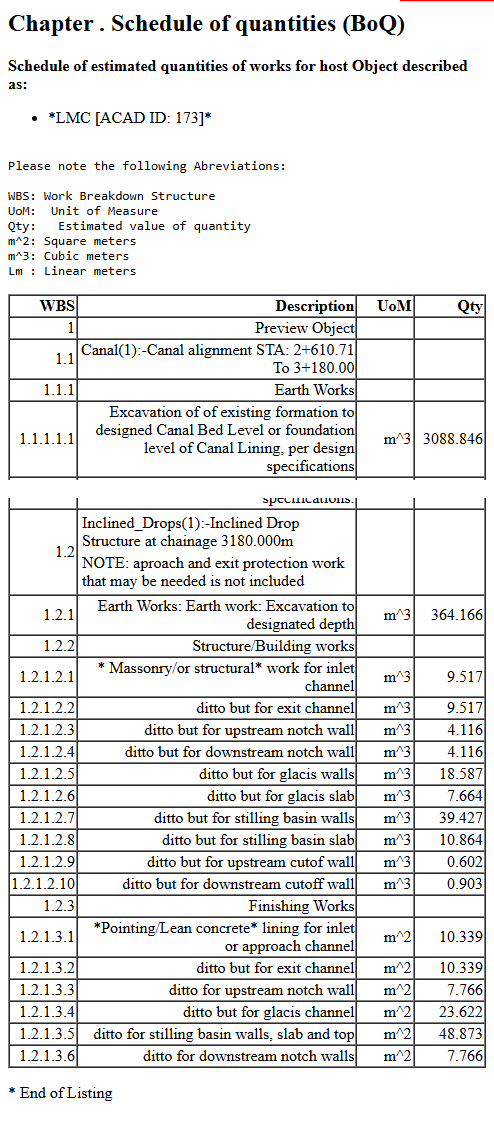 Chapter . Schedule of quantities (BoQ)
Schedule of estimated quantities of works for host Object described
as:
• *LMC [ACAD ID: 173]*
Please note the following Abreviations:
WBS: Work Breakdown Structure
UoM: Unit of Measure
Qty: Estimated value of quantity
m^2: Square meters
m^3: Cubic meters
Lm : Linear meters
WBS Description UoM Qty
1 Preview Object
1.1 Canal(1):-Canal alignment STA: 2+610.71
To 3+180.00
1.1.1 Earth Works
Excavation of of existing formation to
designed Canal Bed Level or foundation
1.1.1.1.1 level of Canal Lining, per design m^3 3088.846
specifications
specifications.
Inclined_Drops(1):-Inclined Drop
Structure at chainage 3180.000m
1.2 NOTE: aproach and exit protection work
that may be needed is not included
1.2.1 Earth Works: Earth work: Excavation to m^3 364.166
designated depth
1.2.2 Structure/Building works
1.2.1.2.1 * Massonry/or structural* work for inlet m^3 9.517
channel
1.2.1.2.2 ditto but for exit channel m^3 9.517
1.2.1.2.3 ditto but for upstream notch wall m^3 4.116
1.2.1.2.4 ditto but for downstream notch wall m^3 4.116
1.2.1.2.5 ditto but for glacis walls m^3 18.587
1.2.1.2.6 ditto but for glacis slab m^3 7.664
1.2.1.2.7 ditto but for stilling basin walls m^3 39.427
1.2.1.2.8 ditto but for stilling basin slab m^3 10.864
1.2.1.2.9 ditto but for upstream cutof wall m^3 0.602
1.2.1.2.10 ditto but for downstream cutoff wall m^3 0.903
1.2.3 Finishing Works
1.2.1.3.1 *Pointing/Lean concrete* lining for inlet m^2 10.339
or approach channel
1.2.1.3.2 ditto but for exit channel m^2 10.339
1.2.1.3.3 ditto for upstream notch wall m^2 7.766
1.2.1.3.4 ditto but for glacis channel m^2 23.622
1.2.1.3.5 ditto for stilling basin walls, slab and top m^2 48.873
1.2.1.3.6 ditto for downstream notch walls m^2 7.766
* End of Listing